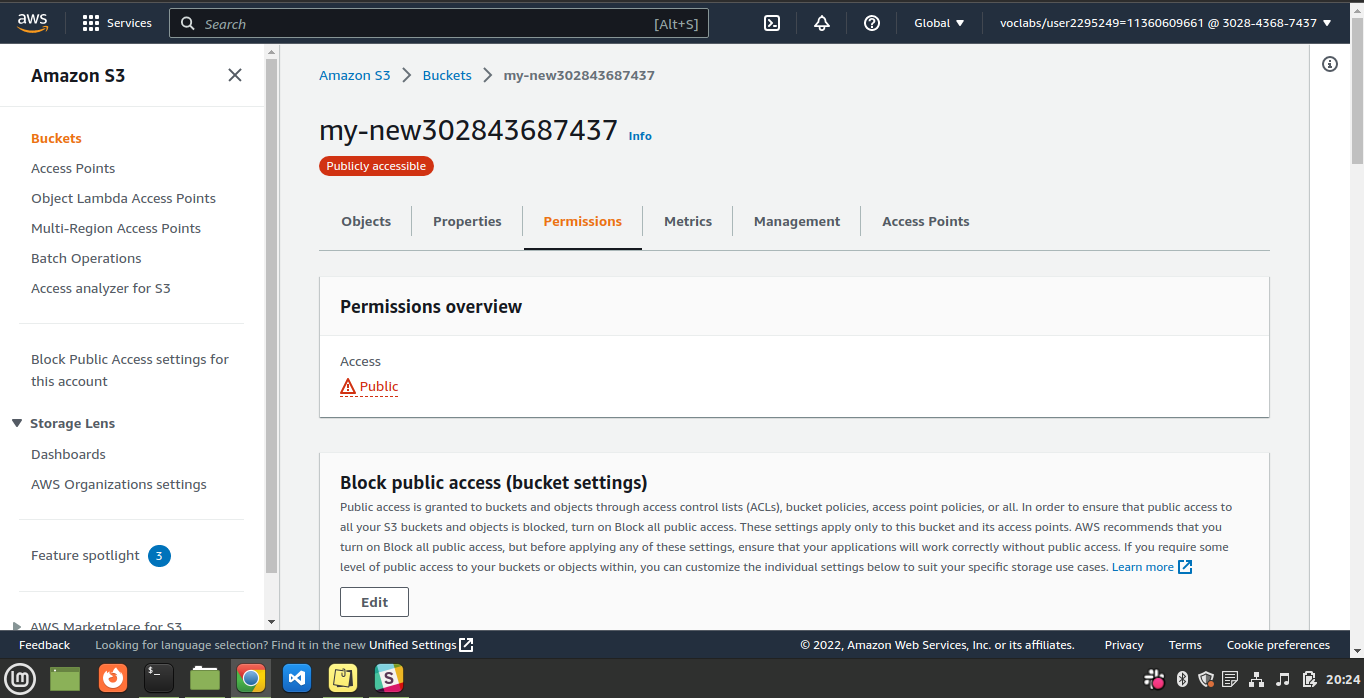 aws
Services
Search
[Alt+S]
Global
voclabs/user2295249=11360609661 @ 3028-4368-7437
Amazon S3
Buckets
Access Points
Object Lambda Access Points
Multi-Region Access Points
Batch Operations
Access analyzer for S3
Block Public Access settings for
this account
Storage Lens
Dashboards
AWS Organizations settings
Feature spotlight 3
AWS Marketplace for S3
Amazon S3 > Buckets > my-new302843687437
my-new302843687437 Info
Publicly accessible
Objects
Properties
Permissions
Metrics
Management
Access Points
Permissions overview
Access
Public
Block public access (bucket settings)
Public access is granted to buckets and objects through access control lists (ACLs), bucket policies, access point policies, or all. In order to ensure that public access to
all your S3 buckets and objects is blocked, turn on Block all public access. These settings apply only to this bucket and its access points. AWS recommends that you
turn on Block all public access, but before applying any of these settings, ensure that your applications will work correctly without public access. If you require some
level of public access to your buckets or objects within, you can customize the individual settings below to suit your specific storage use cases. Learn more
Edit
Feedback
Looking for language selection? Find it in the new Unified Settings
© 2022, Amazon Web Services, Inc. or its affiliates.
Privacy
Terms
Cookie preferences
20:24